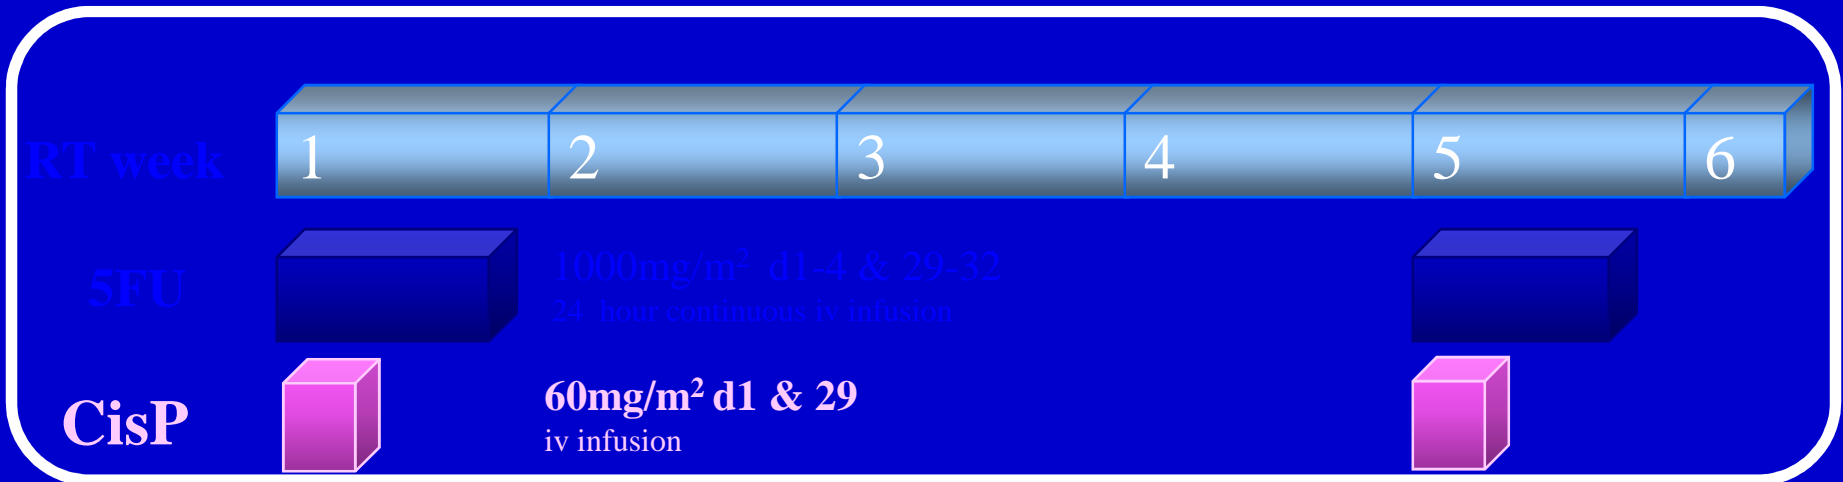 RT week 1 2 3 4 5 6
5FU 1000mg/m² d1-4 & 29-32
24 hour continuous iv infusion
CisP 60mg/m² d1 & 29
iv infusion